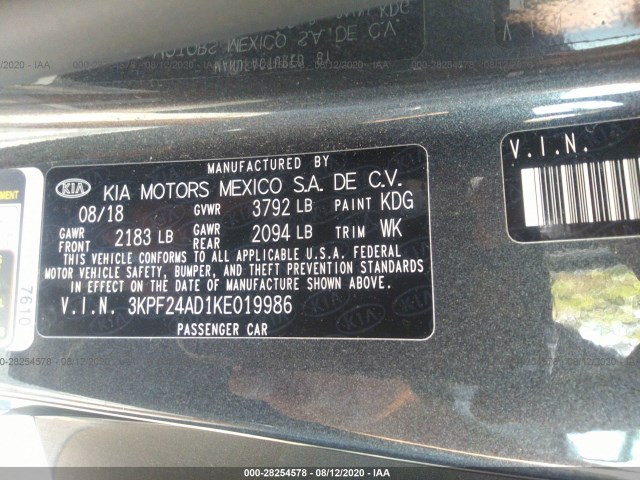 MANUFACTURED BY
KIA KIA MOTORS MEXICO S.A. DE C.V.
08/18 GVWR 3792 LB PAINT KDG
GAWR FRONT 2183 LB GAWR REAR 2094 LB TRIM WK
THIS VEHICLE CONFORMS TO ALL APPLICABLE U.S.A. FEDERAL
MOTOR VEHICLE SAFETY, BUMPER, AND THEFT PREVENTION STANDARDS
IN EFFECT ON THE DATE OF MANUFACTURE SHOWN ABOVE.
V.I.N. 3KPF24AD1KE019986
PASSENGER CAR
V.I.N.
7610
000-28254578 - 08/12/2020 - IAA